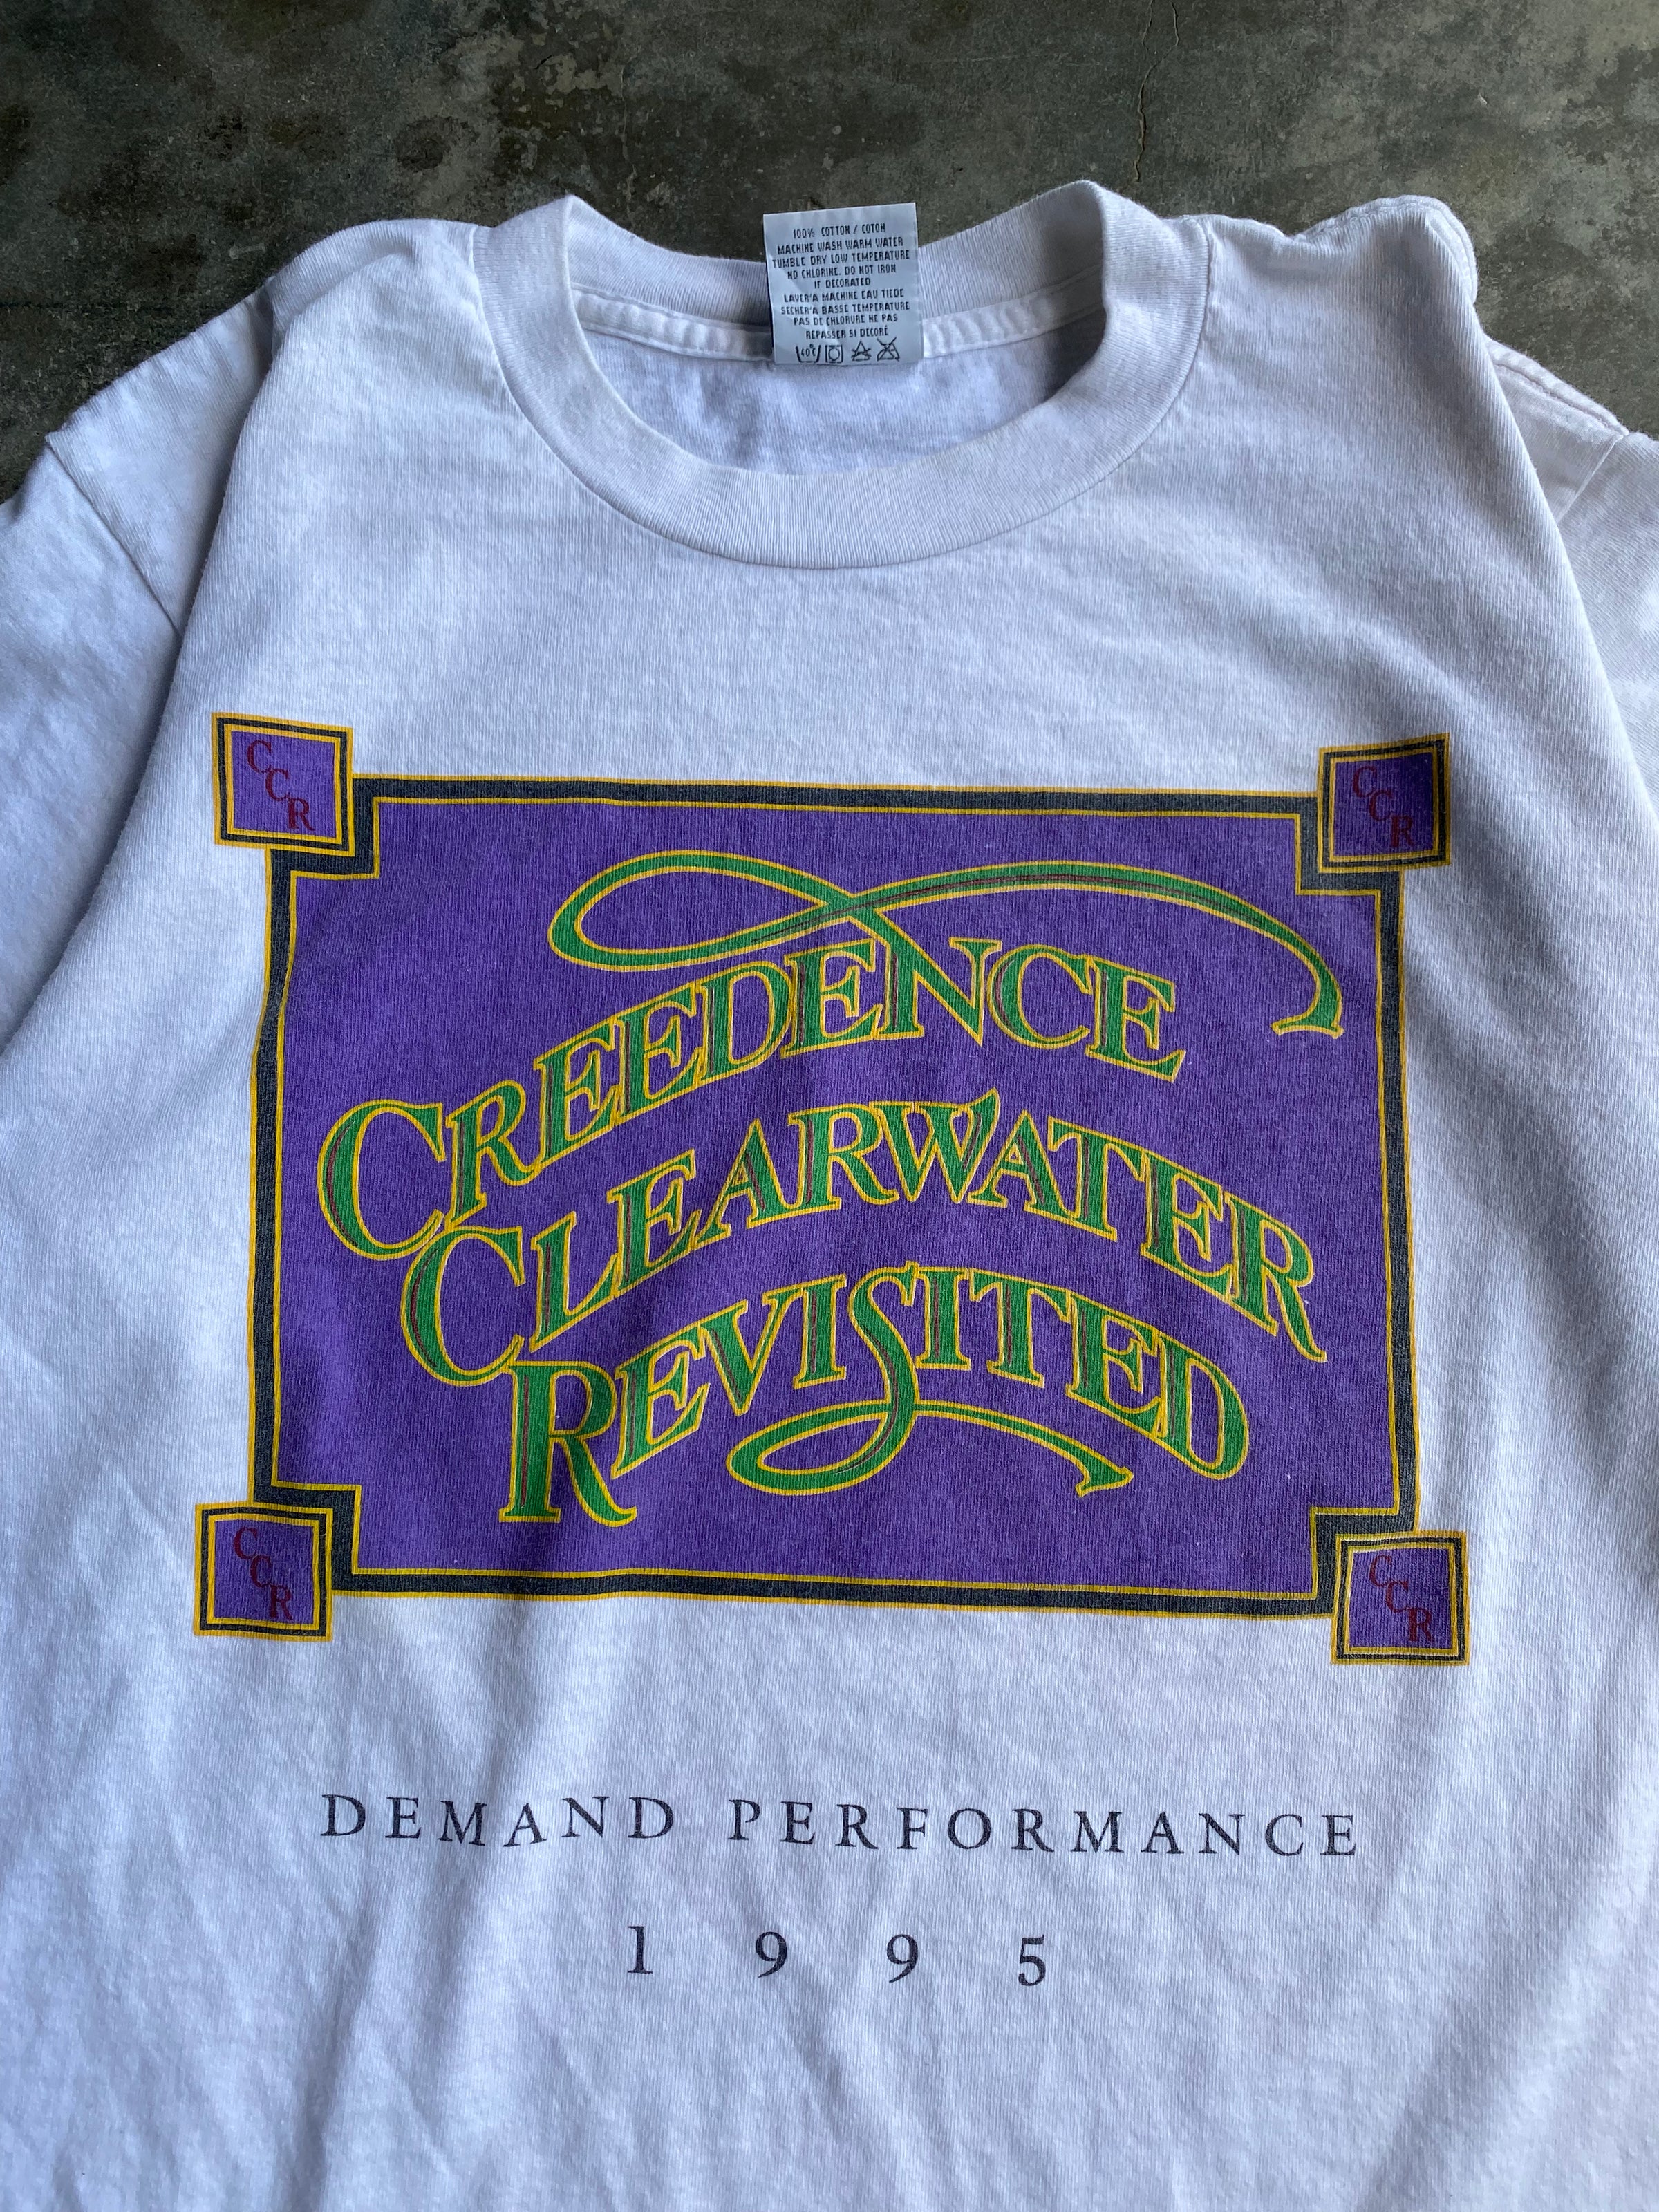 100% COTTON / COTON
MACHINE WASH WARM WATER
TUMBLE DRY LOW TEMPERATURE
NO CHLORINE. DO NOT IRON
IF DECORATED
LAVER'A MACHINE EAU TIEDE
SECHER'A BASSE TEMPERATURE
PAS DE CHLORURE NE PAS
REPASSER SI DECORÉ
CCR
CCR
CREEDENCE
CLEARWATER
REVISITED
CCR
CCR
DEMAND PERFORMANCE
1995